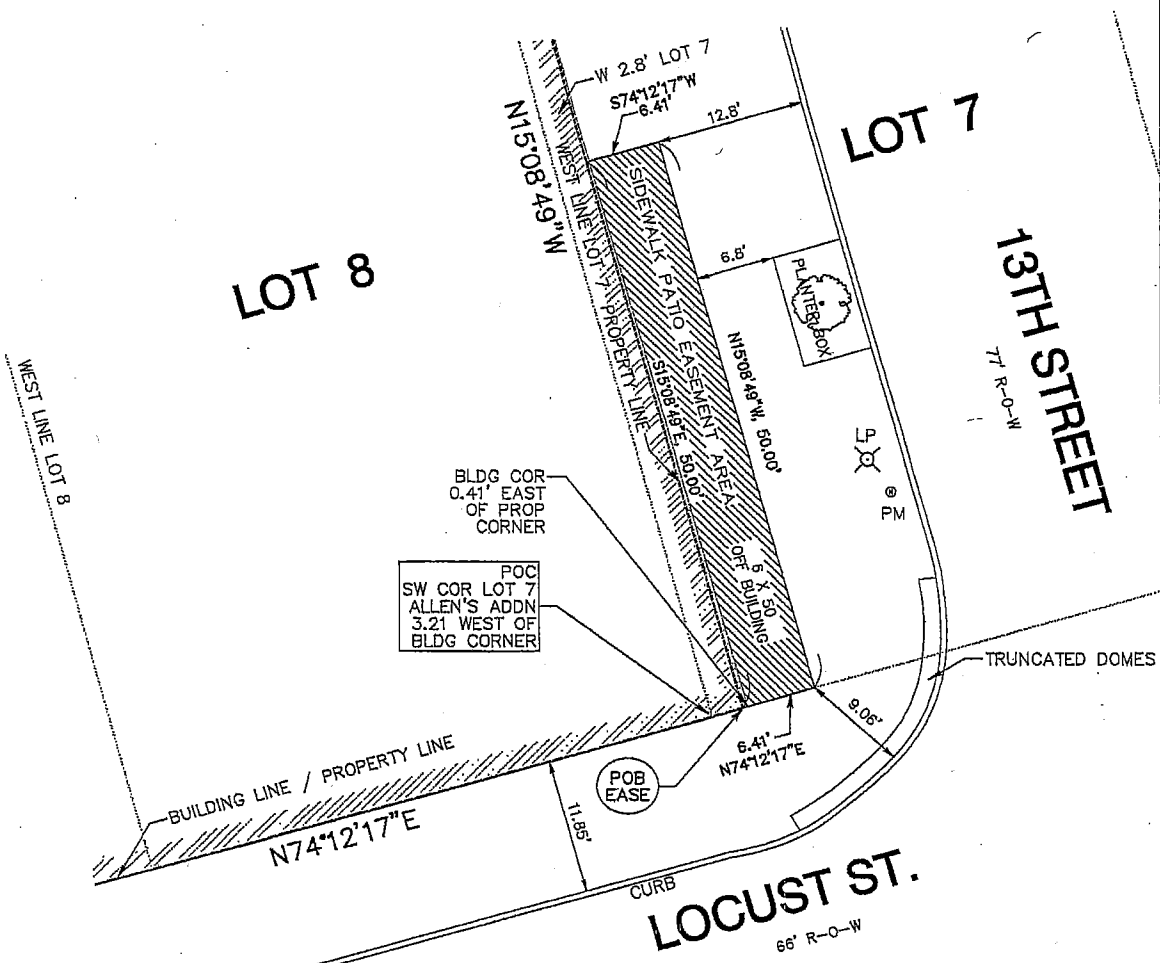 W 2.8' LOT 7
S74°12'17"W
6.41'
12.8'
LOT 7
N15°08'49"W
WEST LINE LOT 7 PROPERTY LINE
SIDEWALK PATIO EASEMENT AREA
S15°08'49"E, 50.00'
LOT 8
6.8'
PLANTER BOX
N15°08'49"W, 50.00'
13TH STREET
77' R-O-W
WEST LINE LOT 8
LP
PM
BLDG COR
0.41' EAST
OF PROP
CORNER
6 X 50
OFF BUILDING
POC
SW COR LOT 7
ALLEN'S ADDN
3.21 WEST OF
BLDG CORNER
TRUNCATED DOMES
9.06'
6.41'
N74°12'17"E
POB
EASE
BUILDING LINE / PROPERTY LINE
N74°12'17"E
11.85'
CURB
LOCUST ST.
66' R-O-W